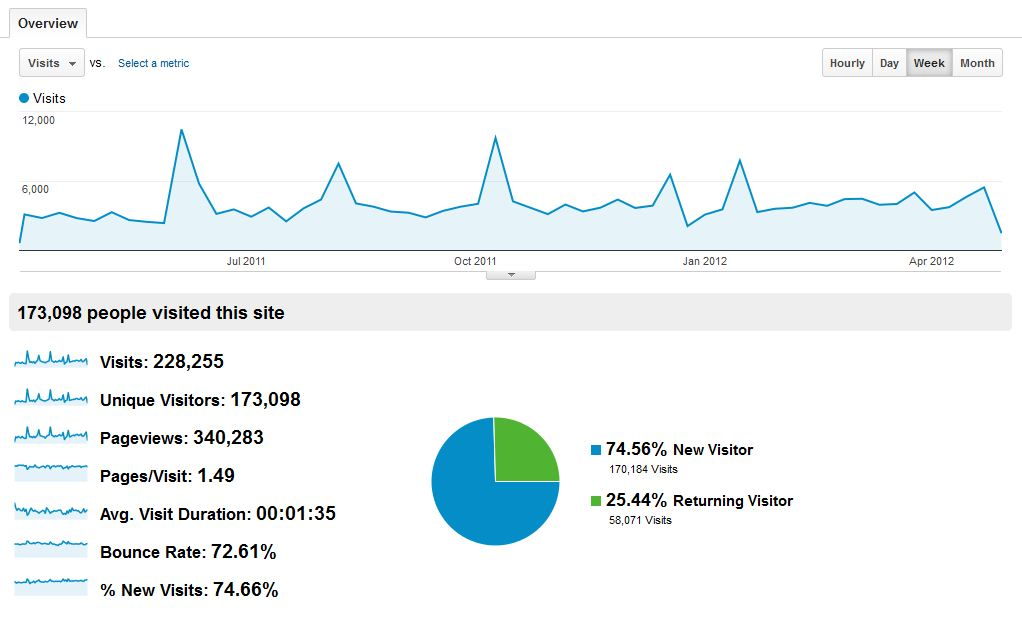 Overview
Visits vs. Select a metric Hourly Day Week Month
Visits
12,000
6,000
Jul 2011 Oct 2011 Jan 2012 Apr 2012
173,098 people visited this site
Visits: 228,255
Unique Visitors: 173,098
Pageviews: 340,283
Pages/Visit: 1.49
Avg. Visit Duration: 00:01:35
Bounce Rate: 72.61%
% New Visits: 74.66%
74.56% New Visitor
170,184 Visits
25.44% Returning Visitor
58,071 Visits